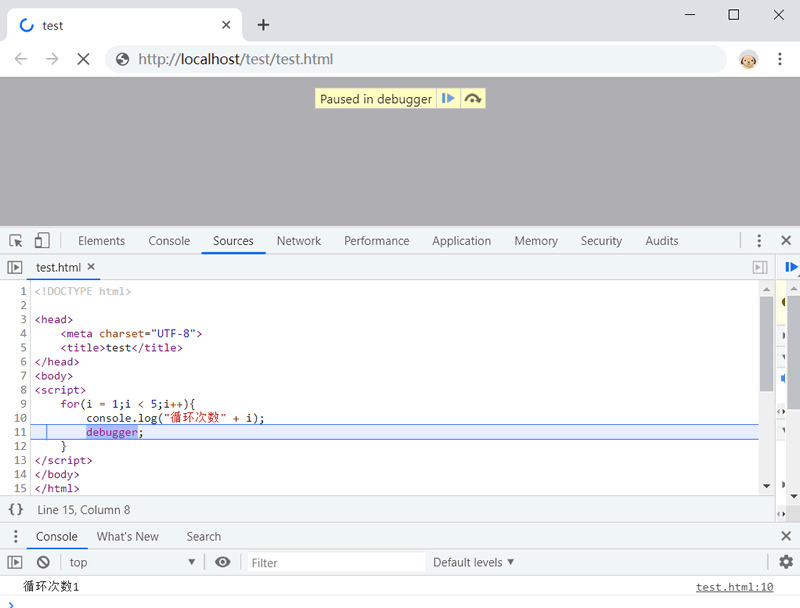 test
http://localhost/test/test.html
Paused in debugger
Elements Console Sources Network Performance Application Memory Security Audits
test.html
1 <!DOCTYPE html>
2
3 <head>
4 <meta charset="UTF-8">
5 <title>test</title>
6 </head>
7 <body>
8 <script>
9 for(i = 1;i < 5;i++){
10 console.log("循环次数" + i);
11 debugger;
12 }
13 </script>
14 </body>
15 </html>
{} Line 15, Column 8
Console What's New Search
top Filter Default levels
循环次数1 test.html:10